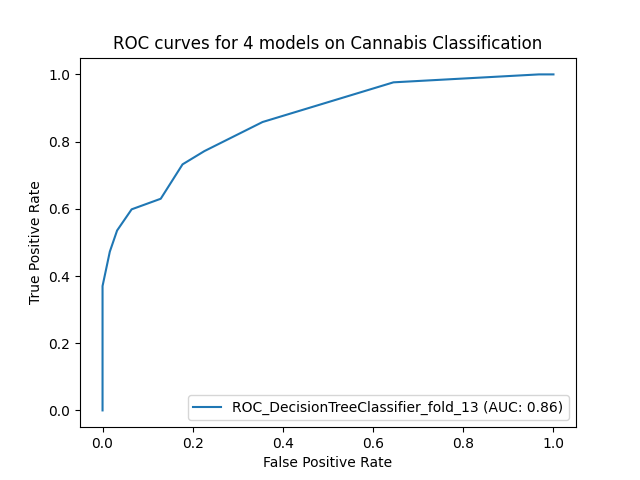 ROC curves for 4 models on Cannabis Classification
1.0
0.8
0.6
0.4
0.2
0.0
True Positive Rate
ROC_DecisionTreeClassifier_fold_13 (AUC: 0.86)
0.0 0.2 0.4 0.6 0.8 1.0
False Positive Rate